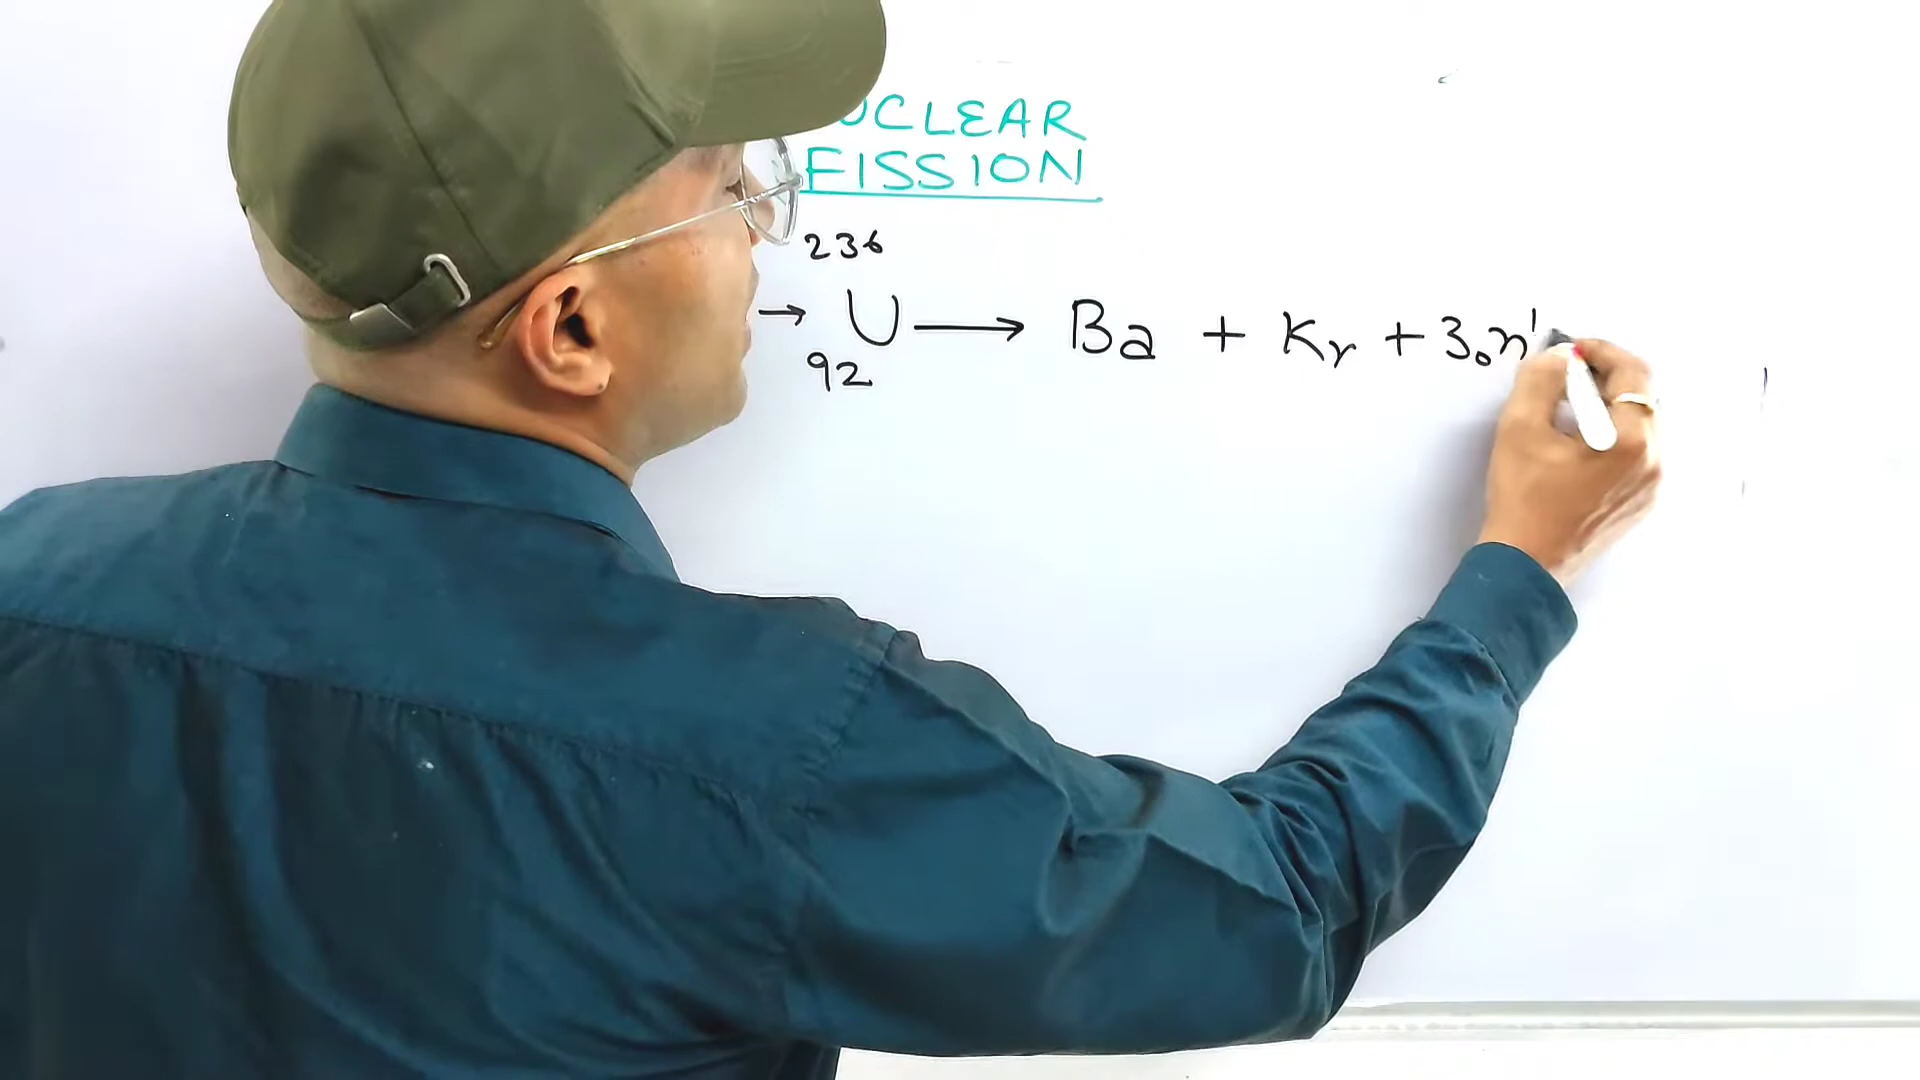 UCLEAR
FISSION
236
→ U ⟶ Ba + Kr + 3₀n¹
92